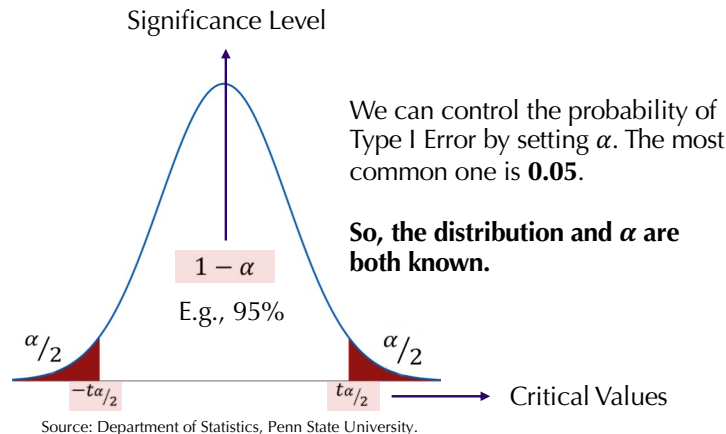 Significance Level
We can control the probability of
Type I Error by setting α. The most
common one is 0.05.
So, the distribution and α are
both known.
1 − α
E.g., 95%
α/2
α/2
−tα/2
tα/2
Critical Values
Source: Department of Statistics, Penn State University.